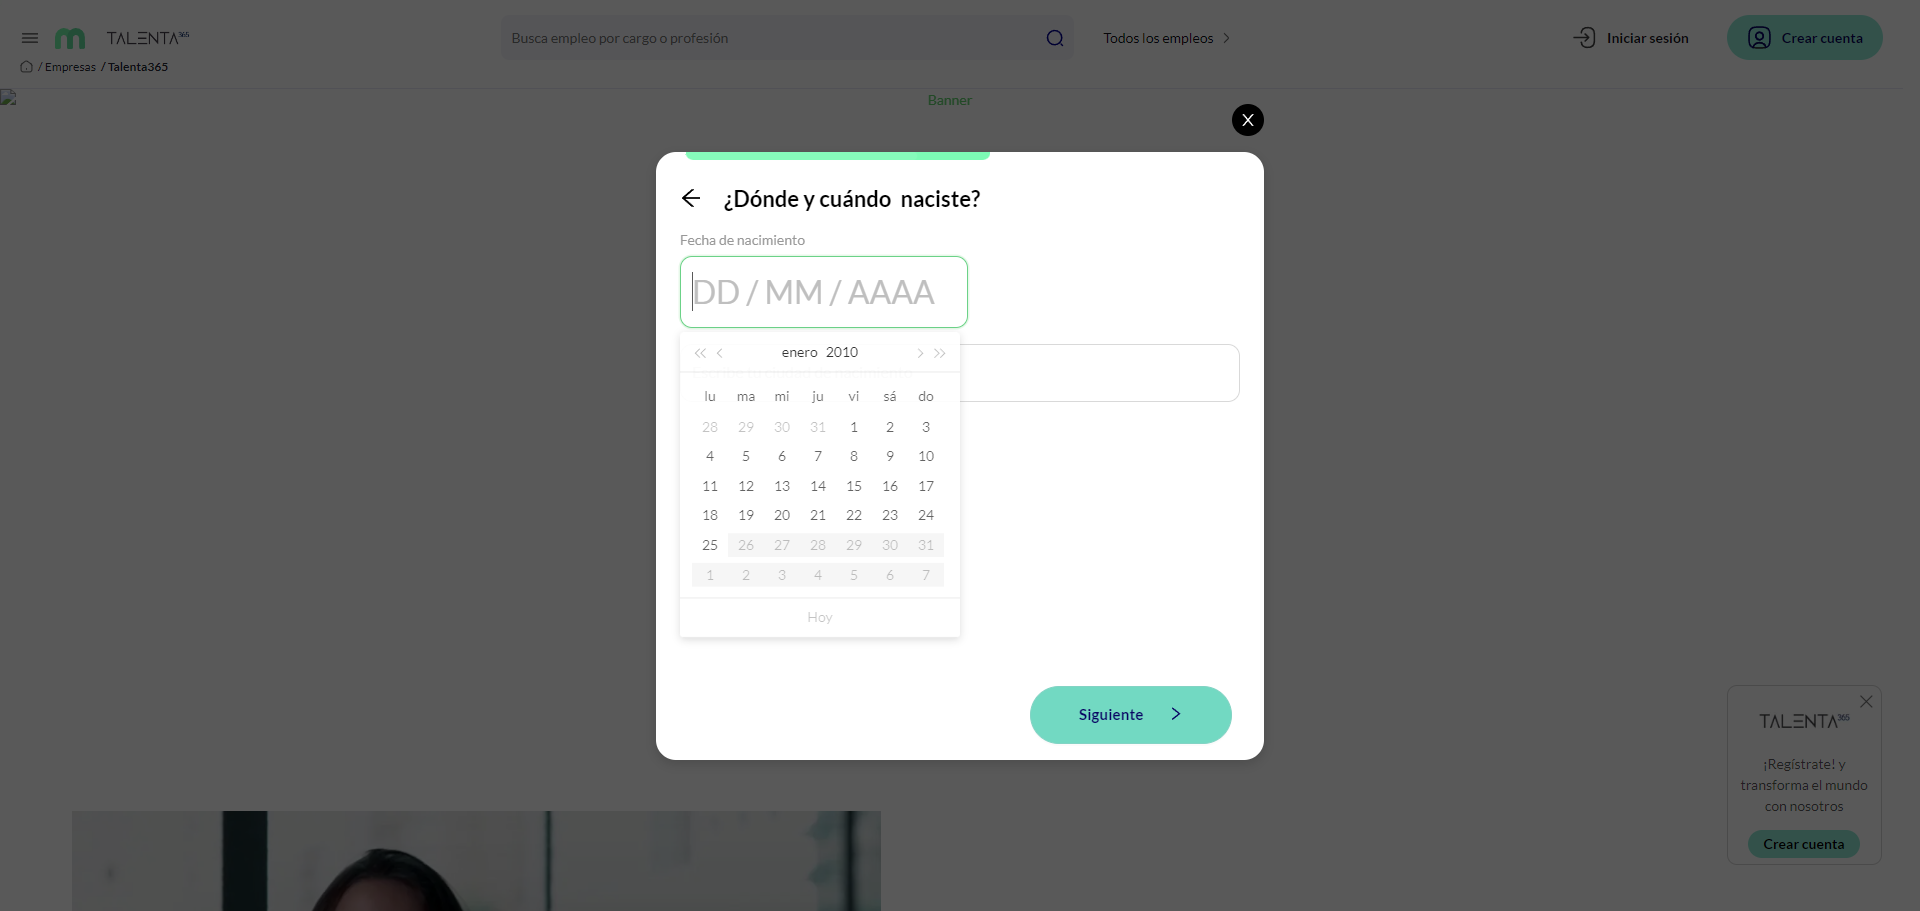 TALENTA365
Busca empleo por cargo o profesión
Todos los empleos
Iniciar sesión
Crear cuenta
/ Empresas / Talenta365
Banner
X
¿Dónde y cuándo naciste?
Fecha de nacimiento
DD / MM / AAAA
enero 2010
lu ma mi ju vi sá do
28 29 30 31 1 2 3
4 5 6 7 8 9 10
11 12 13 14 15 16 17
18 19 20 21 22 23 24
25 26 27 28 29 30 31
1 2 3 4 5 6 7
Hoy
Siguiente
TALENTA365
¡Regístrate! y
transforma el mundo
con nosotros
Crear cuenta